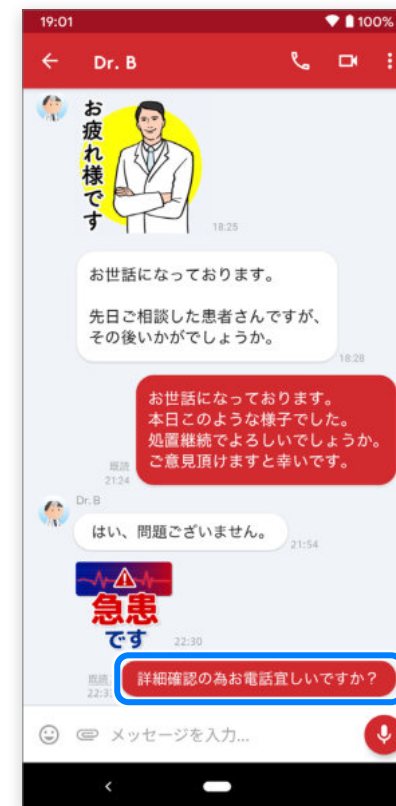 19:01
100%
Dr. B
お疲れ様です
18:25
お世話になっております。
先日ご相談した患者さんですが、
その後いかがでしょうか。
18:28
お世話になっております。
本日このような様子でした。
処置継続でよろしいでしょうか。
ご意見頂けますと幸いです。
既読
21:24
Dr. B
はい、問題ございません。
21:54
急患
です
22:30
詳細確認の為お電話宜しいですか？
既読
メッセージを入力...